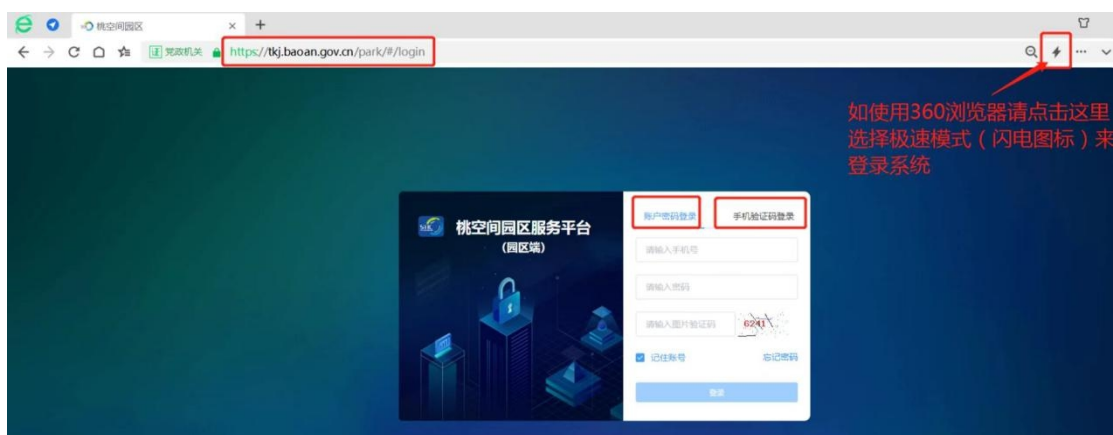 桃空间园区
党政机关
https://tkj.baoan.gov.cn/park/#/login
如使用360浏览器请点击这里
选择极速模式（闪电图标）来
登录系统
桃空间园区服务平台
（园区端）
账户密码登录
手机验证码登录
请输入手机号
请输入密码
请输入图片验证码
6241
记住账号
忘记密码
登录